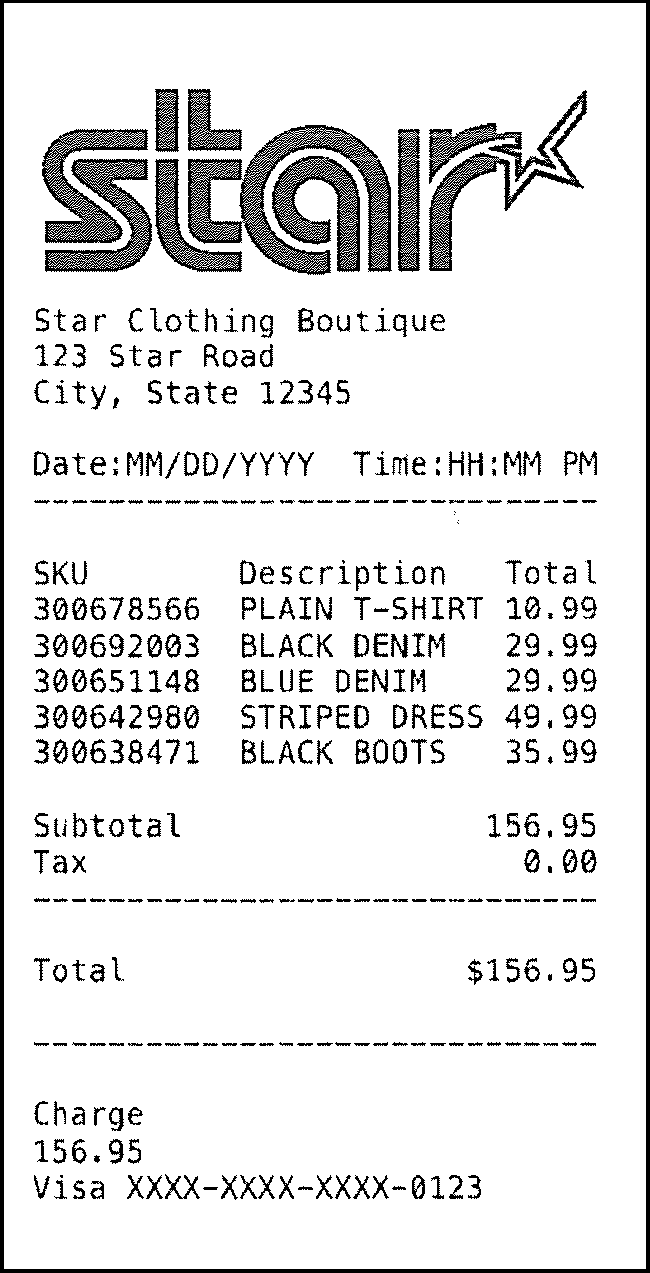 star
Star Clothing Boutique
123 Star Road
City, State 12345
Date:MM/DD/YYYY Time:HH:MM PM
------------------------------
SKU Description Total
300678566 PLAIN T-SHIRT 10.99
300692003 BLACK DENIM 29.99
300651148 BLUE DENIM 29.99
300642980 STRIPED DRESS 49.99
300638471 BLACK BOOTS 35.99
Subtotal 156.95
Tax 0.00
------------------------------
Total $156.95
------------------------------
Charge
156.95
Visa XXXX-XXXX-XXXX-0123